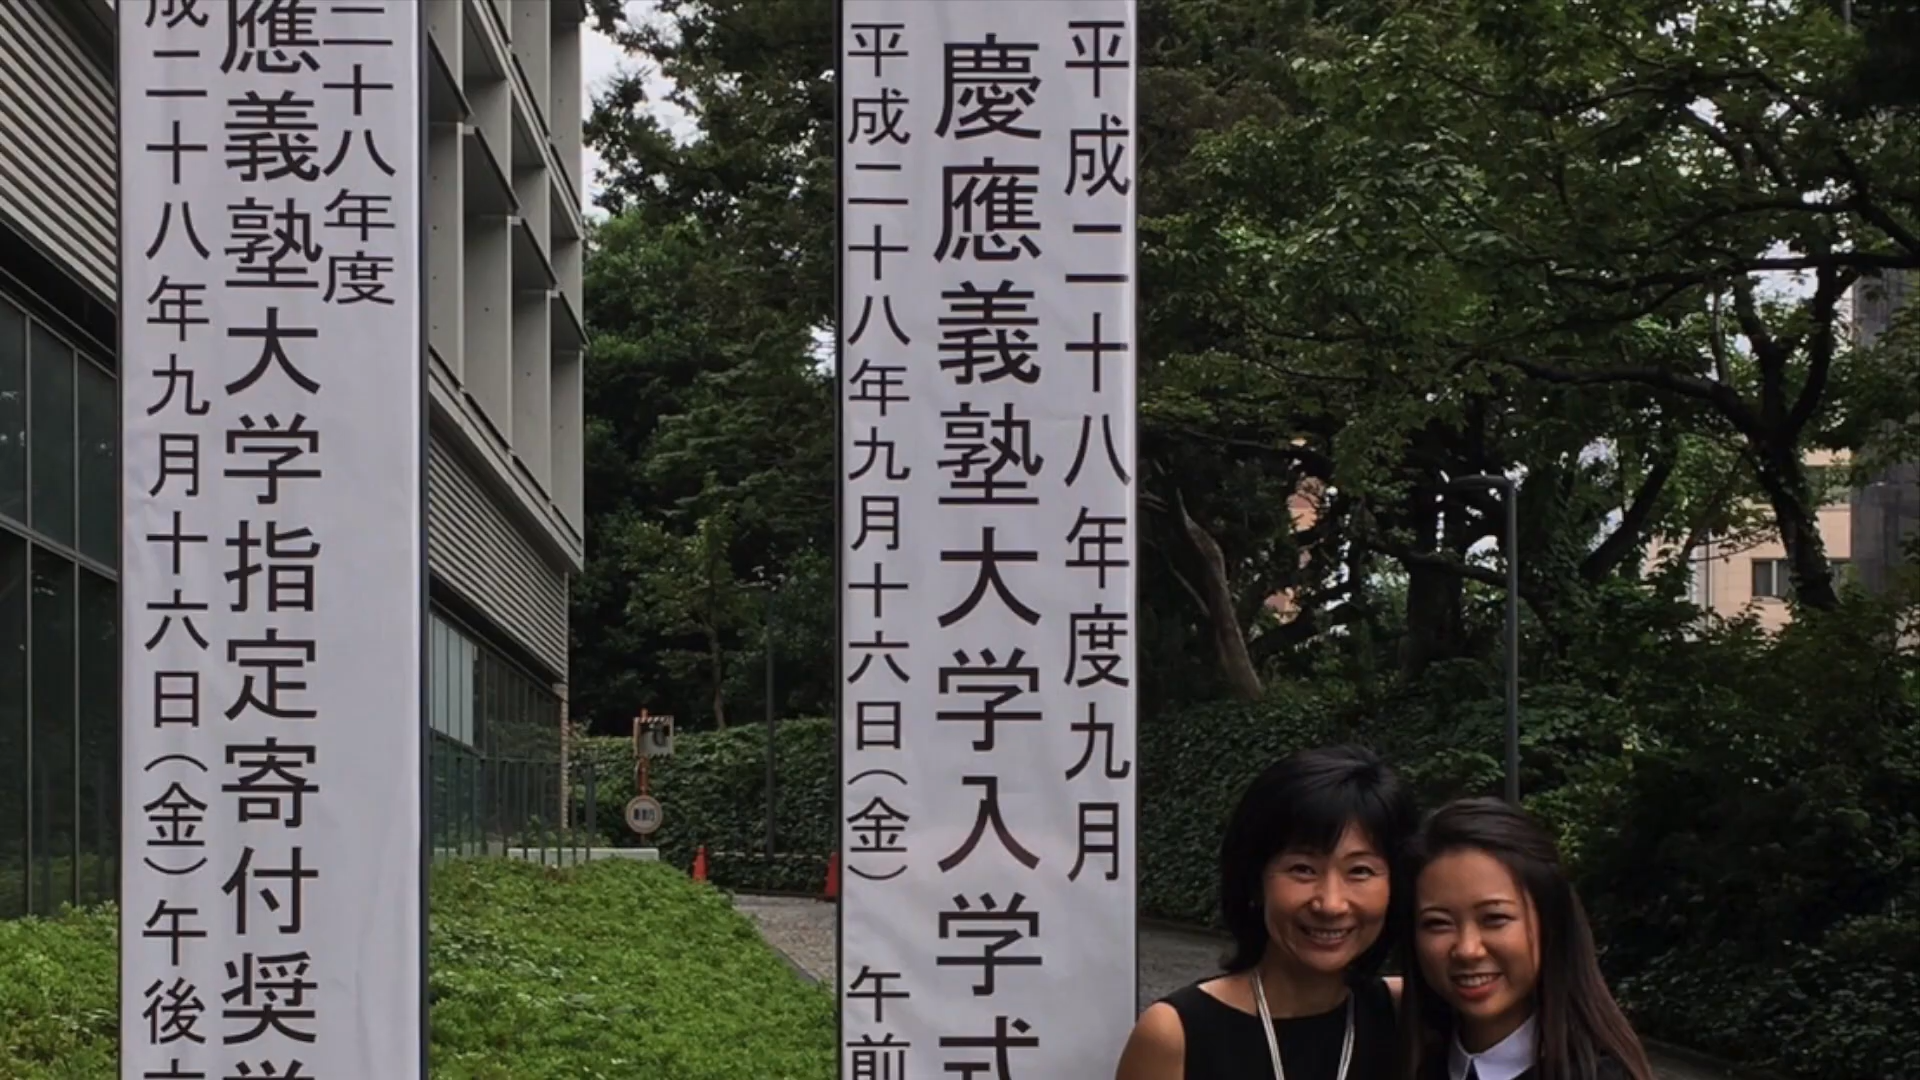 平成二十八年度九月
慶應義塾大学入学式
平成二十八年九月十六日（金） 午前
二十八年度
應義塾大学指定寄付奨学
成二十八年九月十六日（金）午後